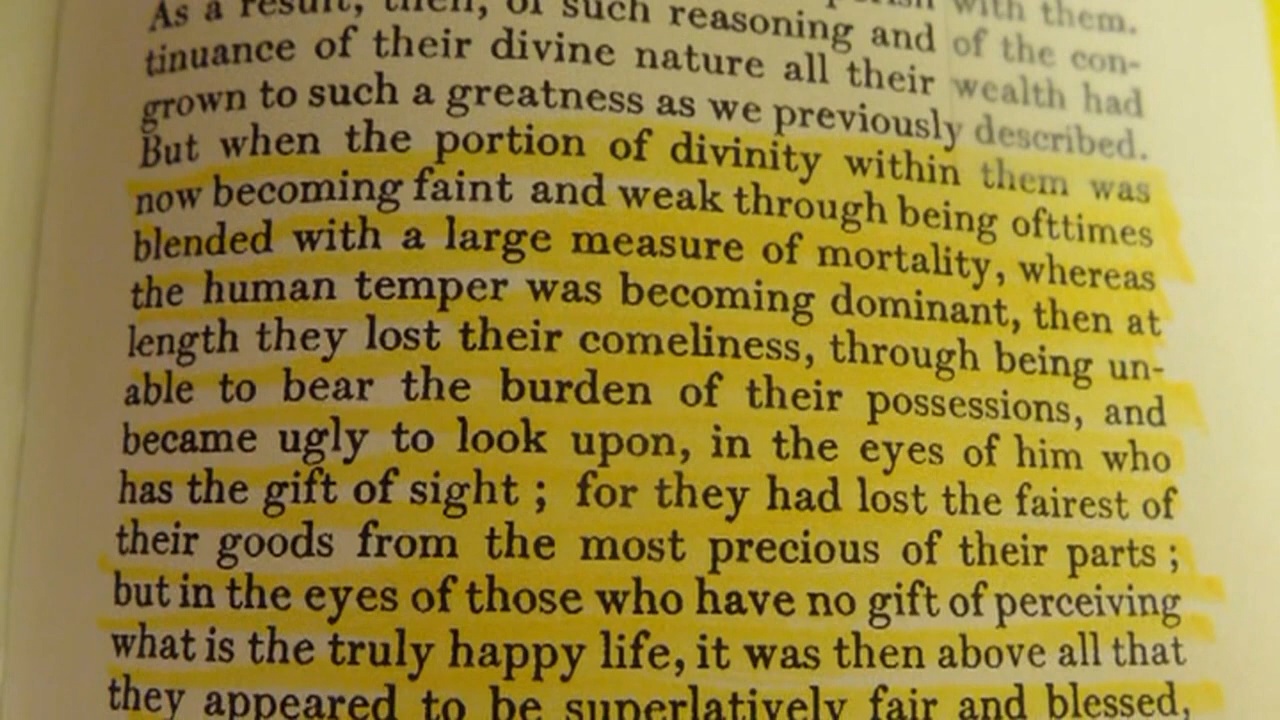 with them.
As a result, then, of such reasoning and of the con-
tinuance of their divine nature all their wealth had
grown to such a greatness as we previously described.
But when the portion of divinity within them was
now becoming faint and weak through being ofttimes
blended with a large measure of mortality, whereas
the human temper was becoming dominant, then at
length they lost their comeliness, through being un-
able to bear the burden of their possessions, and
became ugly to look upon, in the eyes of him who
has the gift of sight ; for they had lost the fairest of
their goods from the most precious of their parts ;
but in the eyes of those who have no gift of perceiving
what is the truly happy life, it was then above all that
they appeared to be superlatively fair and blessed,